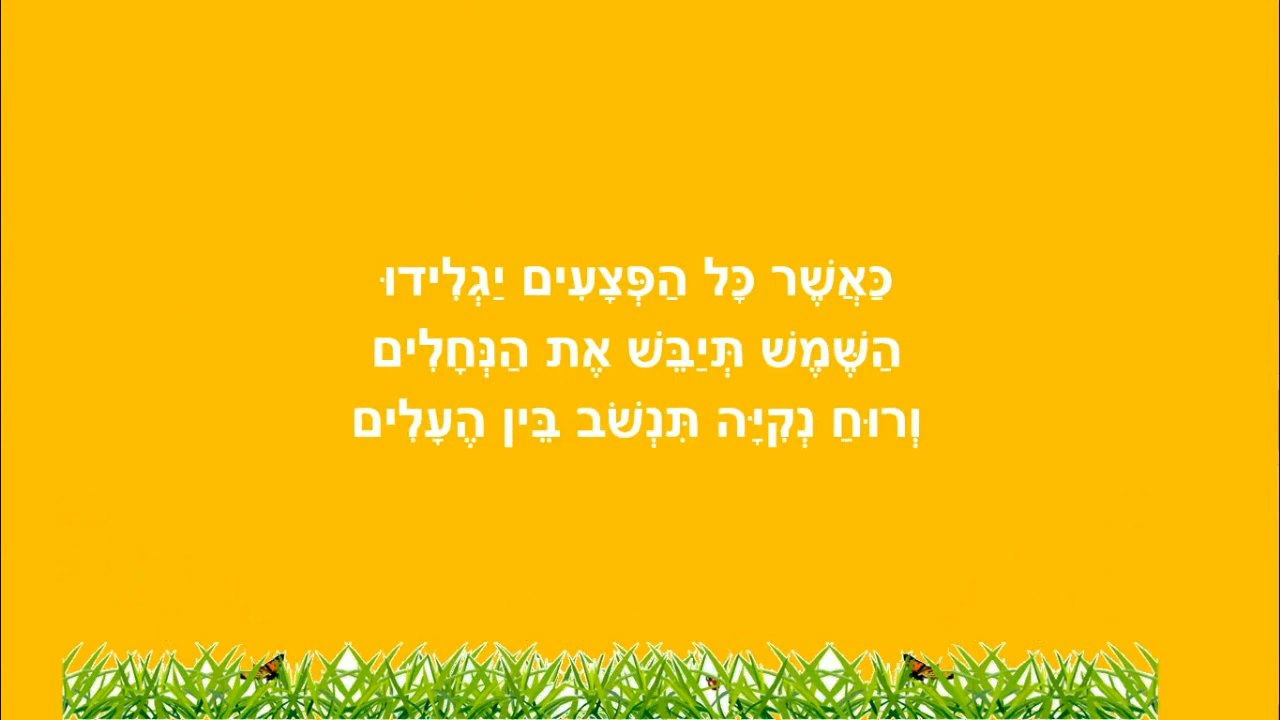 כַּאֲשֶׁר כָּל הַפְּצָעִים יַגְלִידוּ
הַשֶּׁמֶשׁ תְּיַבֵּשׁ אֶת הַנְּחָלִים
וְרוּחַ נְקִיָּה תִּנְשֹׁב בֵּין הֶעָלִים